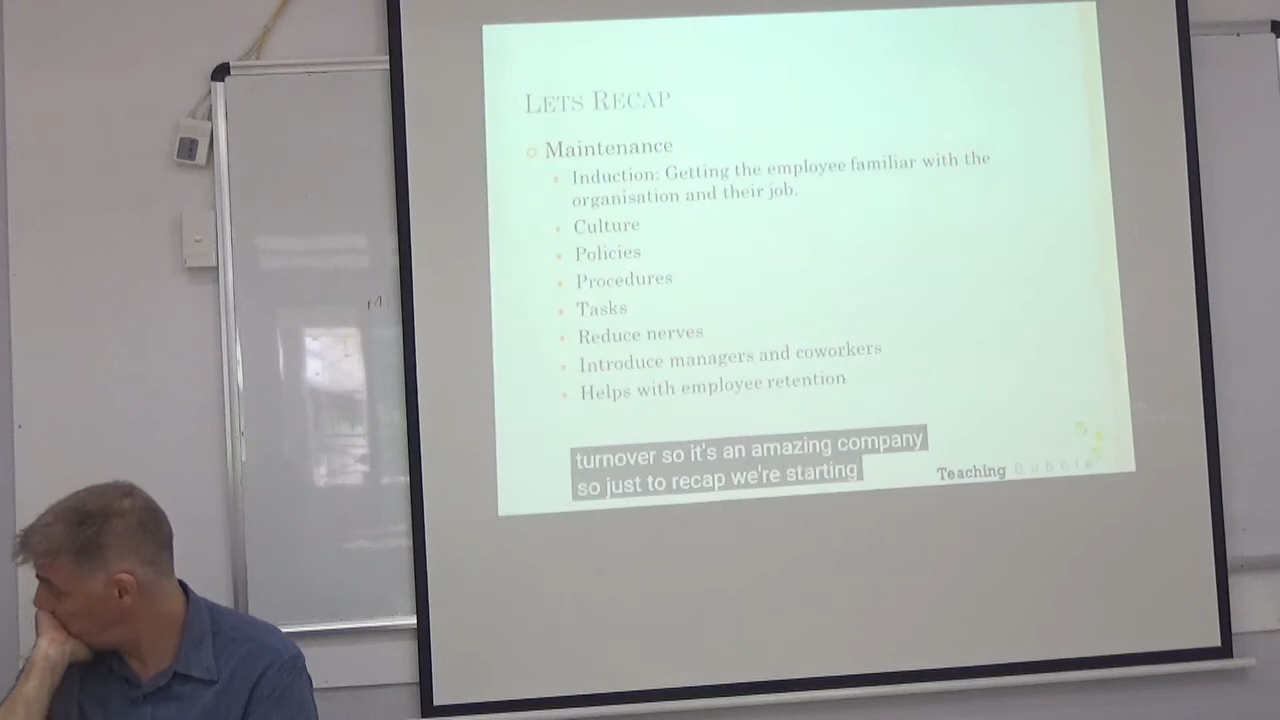 LETS RECAP
Maintenance
Induction: Getting the employee familiar with the
organisation and their job.
Culture
Policies
Procedures
Tasks
Reduce nerves
Introduce managers and coworkers
Helps with employee retention
turnover so it's an amazing company
so just to recap we're starting
Teaching Bubble